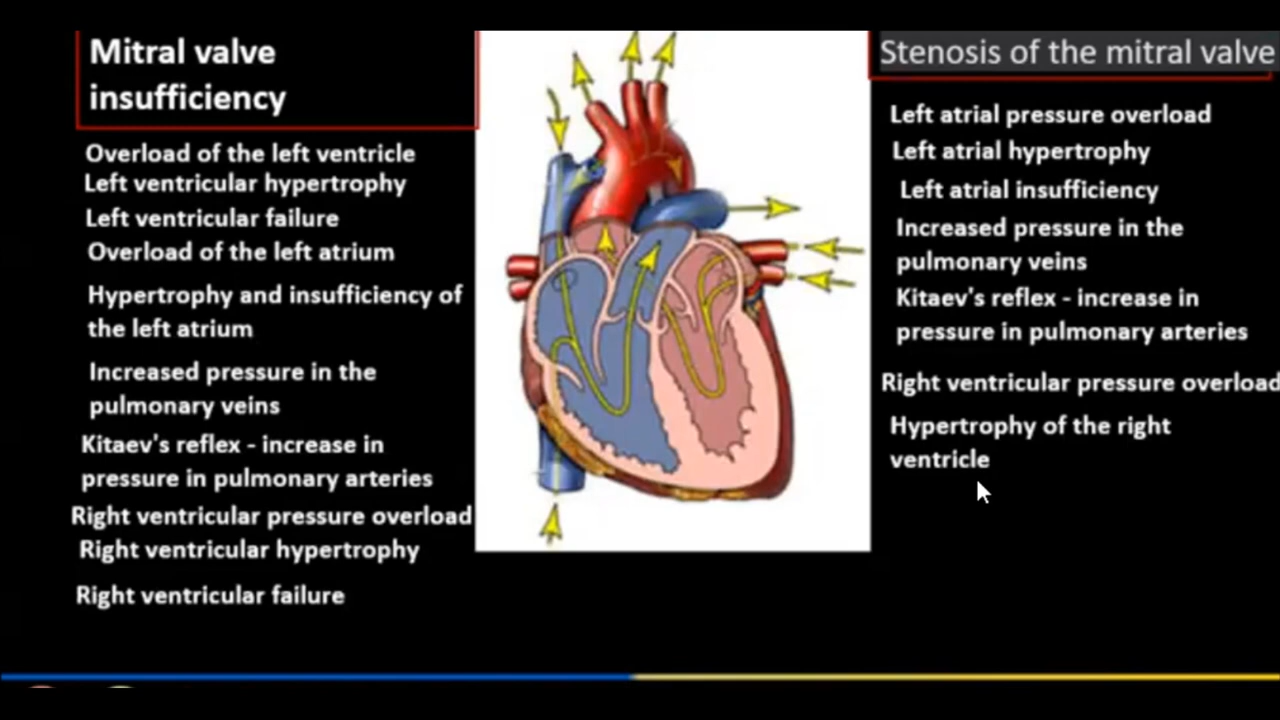 Mitral valve
insufficiency
Overload of the left ventricle
Left ventricular hypertrophy
Left ventricular failure
Overload of the left atrium
Hypertrophy and insufficiency of
the left atrium
Increased pressure in the
pulmonary veins
Kitaev's reflex - increase in
pressure in pulmonary arteries
Right ventricular pressure overload
Right ventricular hypertrophy
Right ventricular failure
Stenosis of the mitral valve
Left atrial pressure overload
Left atrial hypertrophy
Left atrial insufficiency
Increased pressure in the
pulmonary veins
Kitaev's reflex - increase in
pressure in pulmonary arteries
Right ventricular pressure overload
Hypertrophy of the right
ventricle